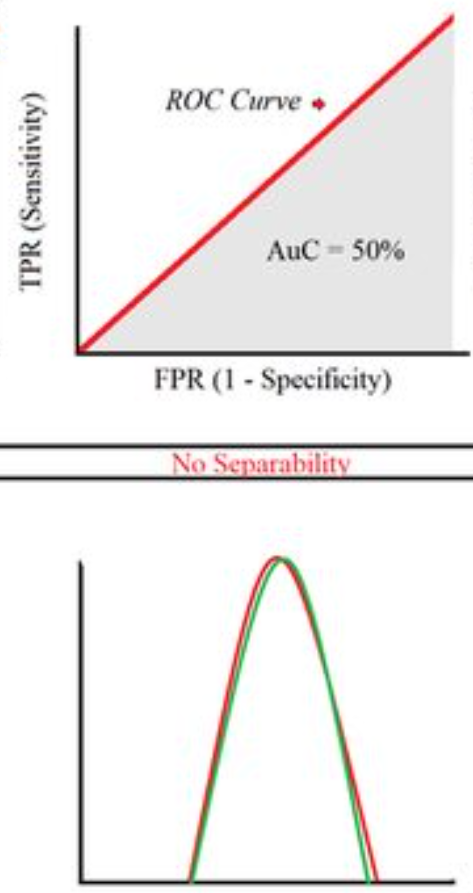 ROC Curve
TPR (Sensitivity)
AuC = 50%
FPR (1 - Specificity)
No Separability